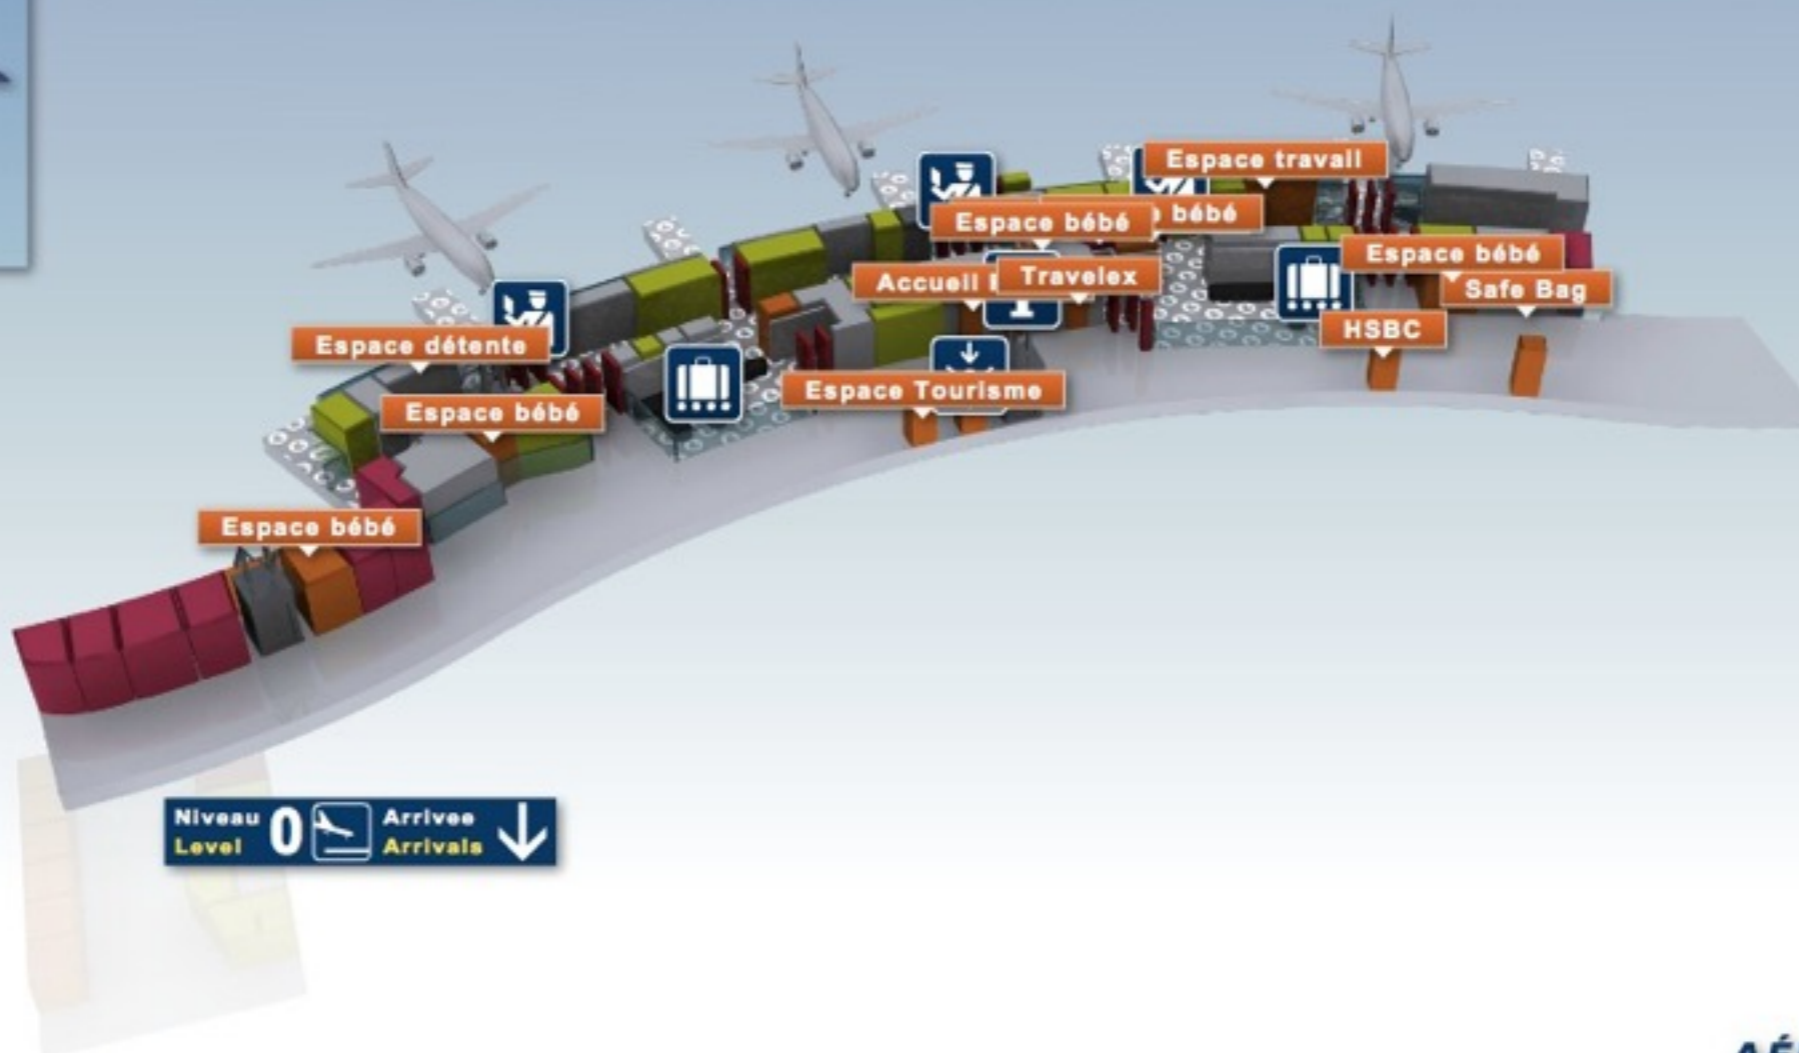 Espace travail
Espace bébé
bébé
Accueil
Travelex
Espace bébé
Safe Bag
HSBC
Espace détente
Espace Tourisme
Espace bébé
Espace bébé
Niveau 0 Arrivee
Level Arrivals
AÉ